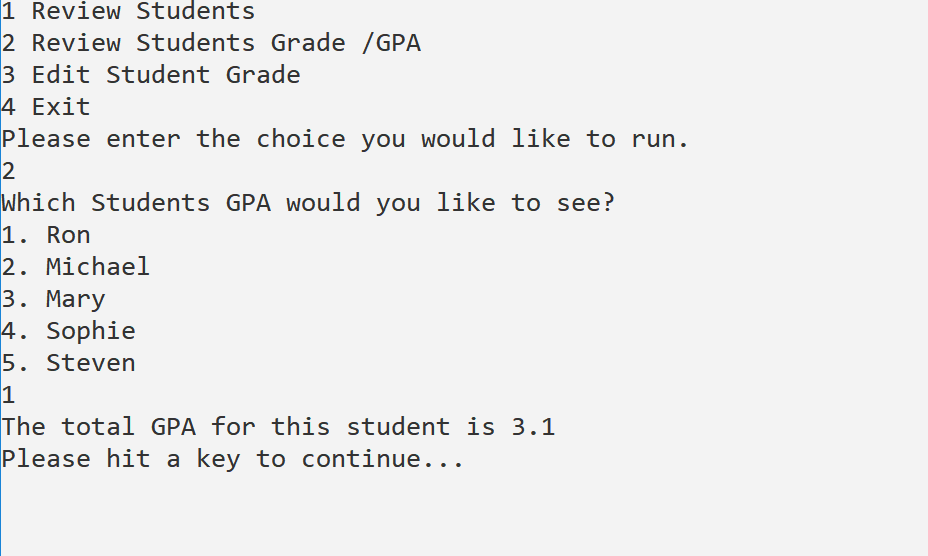 1 Review Students
2 Review Students Grade /GPA
3 Edit Student Grade
4 Exit
Please enter the choice you would like to run.
2
Which Students GPA would you like to see?
1. Ron
2. Michael
3. Mary
4. Sophie
5. Steven
1
The total GPA for this student is 3.1
Please hit a key to continue...